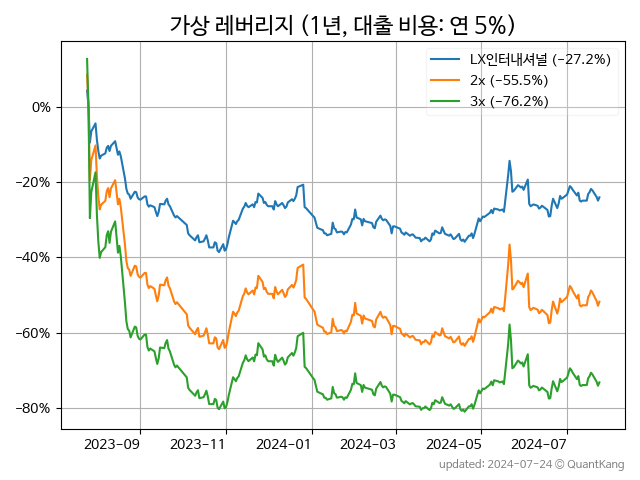 가상 레버리지 (1년, 대출 비용: 연 5%)
LX인터내셔널 (-27.2%)
2x (-55.5%)
3x (-76.2%)
0%
−20%
−40%
−60%
−80%
2023-09
2023-11
2024-01
2024-03
2024-05
2024-07
updated: 2024-07-24 © QuantKang